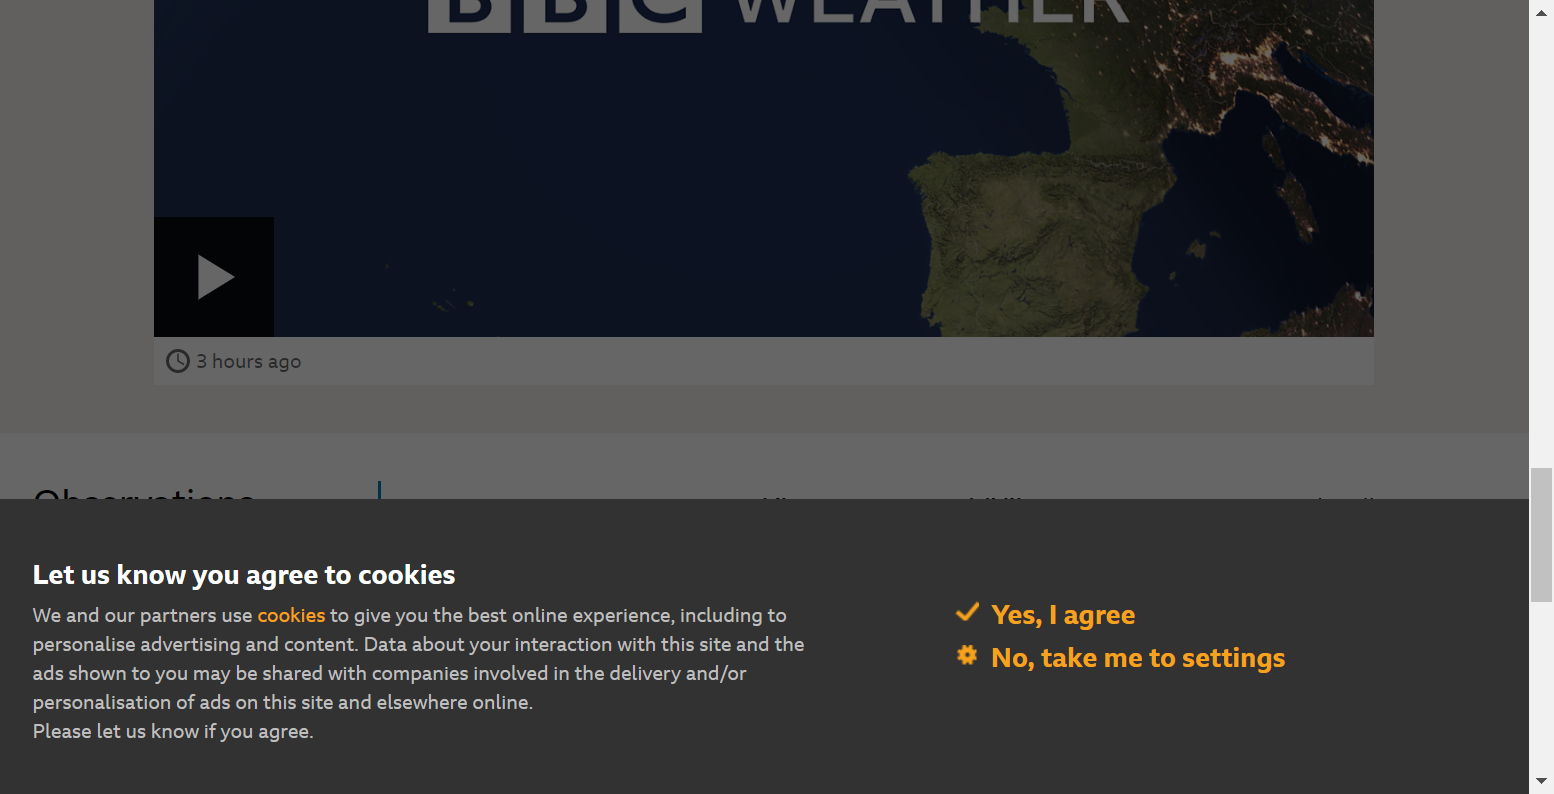 BBC WEATHER
3 hours ago
Observations
Let us know you agree to cookies
We and our partners use cookies to give you the best online experience, including to
personalise advertising and content. Data about your interaction with this site and the
ads shown to you may be shared with companies involved in the delivery and/or
personalisation of ads on this site and elsewhere online.
Please let us know if you agree.
Yes, I agree
No, take me to settings